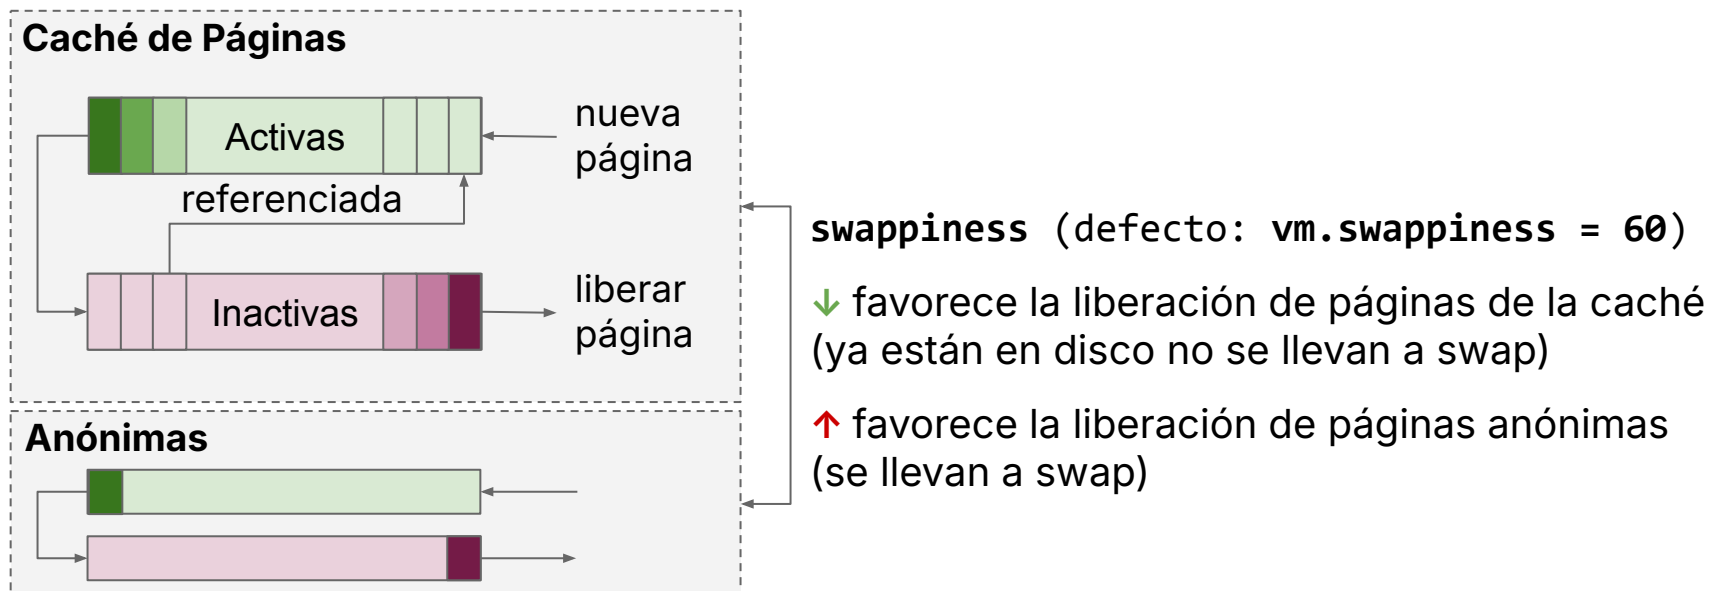 Caché de Páginas
Activas
nueva
página
referenciada
Inactivas
liberar
página
Anónimas
swappiness (defecto: vm.swappiness = 60)
↓ favorece la liberación de páginas de la caché
(ya están en disco no se llevan a swap)
↑ favorece la liberación de páginas anónimas
(se llevan a swap)